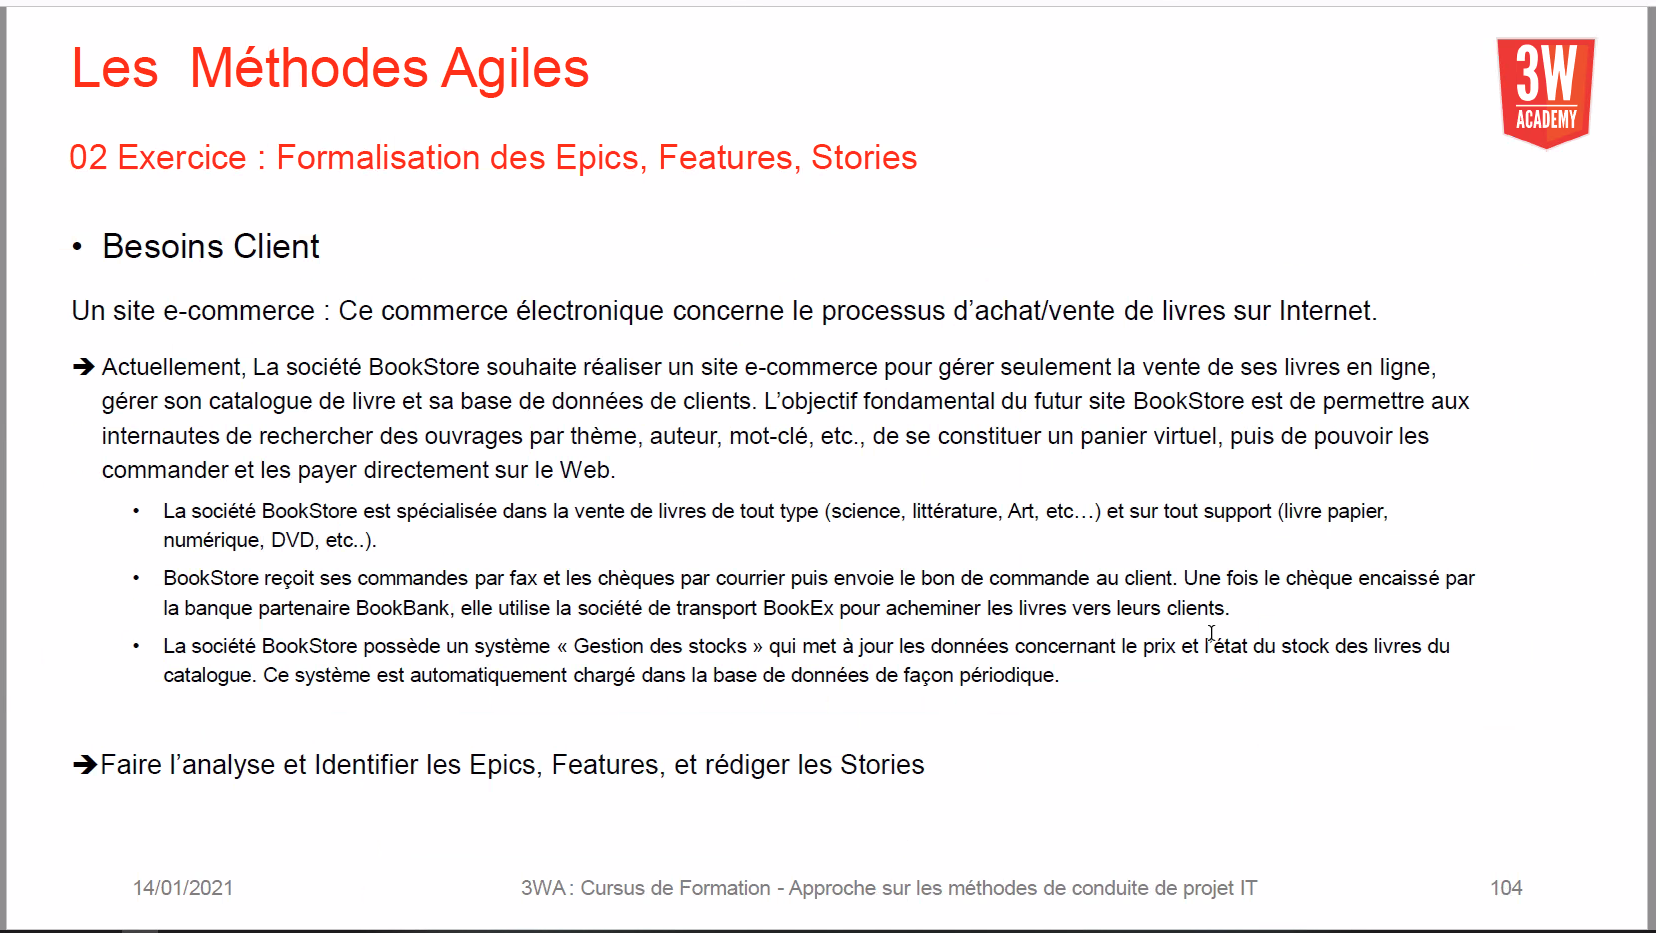 Les Méthodes Agiles
3W
ACADEMY
02 Exercice : Formalisation des Epics, Features, Stories
• Besoins Client
Un site e-commerce : Ce commerce électronique concerne le processus d’achat/vente de livres sur Internet.
➔ Actuellement, La société BookStore souhaite réaliser un site e-commerce pour gérer seulement la vente de ses livres en ligne,
gérer son catalogue de livre et sa base de données de clients. L’objectif fondamental du futur site BookStore est de permettre aux
internautes de rechercher des ouvrages par thème, auteur, mot-clé, etc., de se constituer un panier virtuel, puis de pouvoir les
commander et les payer directement sur le Web.
• La société BookStore est spécialisée dans la vente de livres de tout type (science, littérature, Art, etc…) et sur tout support (livre papier,
numérique, DVD, etc..).
• BookStore reçoit ses commandes par fax et les chèques par courrier puis envoie le bon de commande au client. Une fois le chèque encaissé par
la banque partenaire BookBank, elle utilise la société de transport BookEx pour acheminer les livres vers leurs clients.
• La société BookStore possède un système « Gestion des stocks » qui met à jour les données concernant le prix et l’état du stock des livres du
catalogue. Ce système est automatiquement chargé dans la base de données de façon périodique.
➔Faire l’analyse et Identifier les Epics, Features, et rédiger les Stories
14/01/2021
3WA : Cursus de Formation - Approche sur les méthodes de conduite de projet IT
104